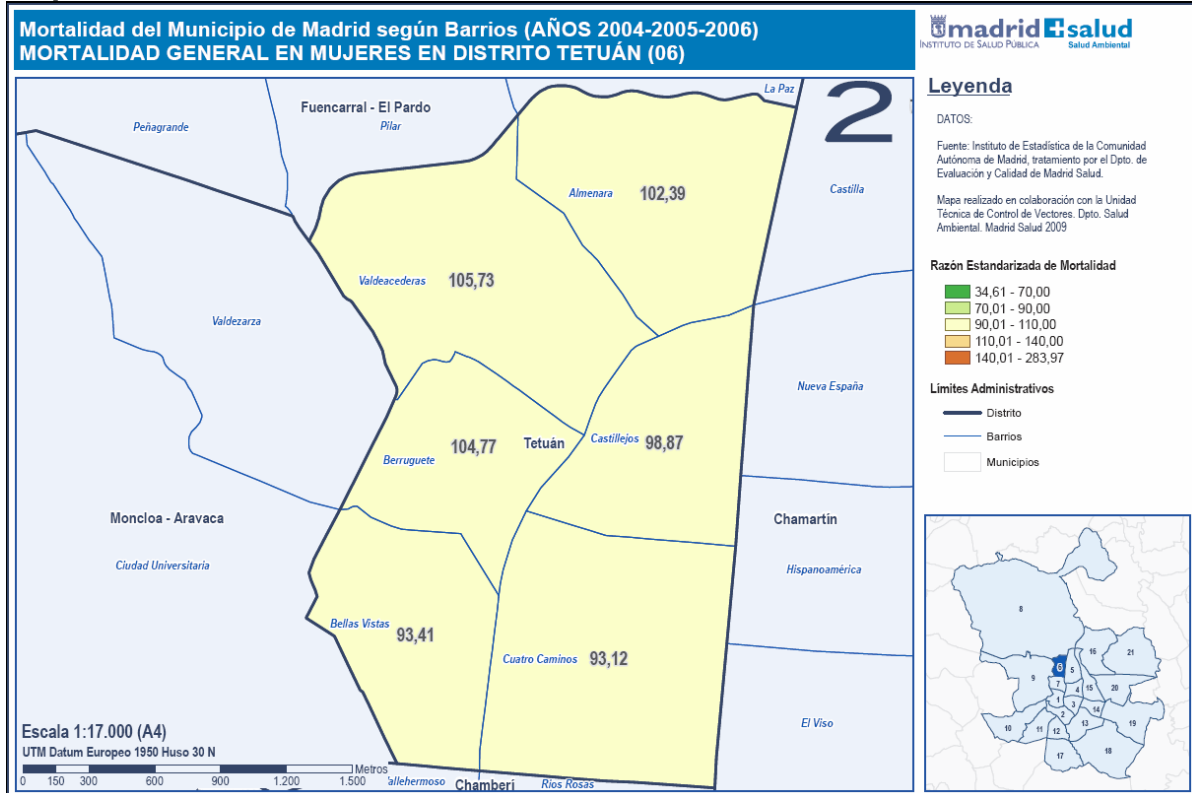 Mortalidad del Municipio de Madrid según Barrios (AÑOS 2004-2005-2006)
MORTALIDAD GENERAL EN MUJERES EN DISTRITO TETUÁN (06)
madrid salud
INSTITUTO DE SALUD PÚBLICA
Salud Ambiental
La Paz
2
Fuencarral - El Pardo
Peñagrande
Pilar
Almenara
102,39
Castilla
Valdeacederas
105,73
Valdezarza
Nueva España
104,77
Tetuán
Castillejos
98,87
Berruguete
Moncloa - Aravaca
Chamartín
Ciudad Universitaria
Hispanoamérica
Bellas Vistas
93,41
Cuatro Caminos
93,12
El Viso
Escala 1:17.000 (A4)
UTM Datum Europeo 1950 Huso 30 N
Metros
0 150 300 600 900 1.200 1.500
allehermoso
Chamberí
Ríos Rosas
Leyenda
DATOS:
Fuente: Instituto de Estadística de la Comunidad
Autónoma de Madrid, tratamiento por el Dpto. de
Evaluación y Calidad de Madrid Salud.
Mapa realizado en colaboración con la Unidad
Técnica de Control de Vectores. Dpto. Salud
Ambiental. Madrid Salud 2009
Razón Estandarizada de Mortalidad
34,61 - 70,00
70,01 - 90,00
90,01 - 110,00
110,01 - 140,00
140,01 - 283,97
Límites Administrativos
Distrito
Barrios
Municipios
8
16
21
6
5
9
7
4
15
20
1
3
14
2
13
19
10
11
12
18
17